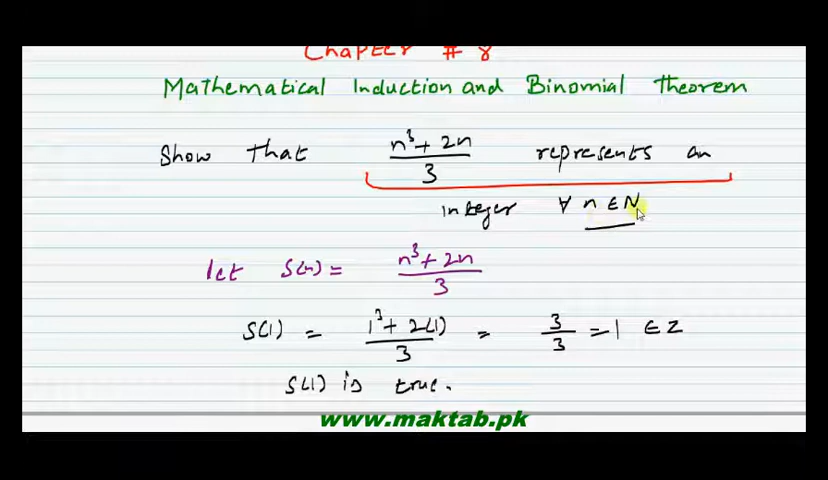 Chapter # 8
Mathematical Induction and Binomial Theorem
Show that n³ + 2n / 3 represents an
integer ∀ n ∈ N
let S(n) = n³ + 2n / 3
S(1) = 1³ + 2(1) / 3 = 3 / 3 = 1 ∈ Z
S(1) is true.
www.maktab.pk